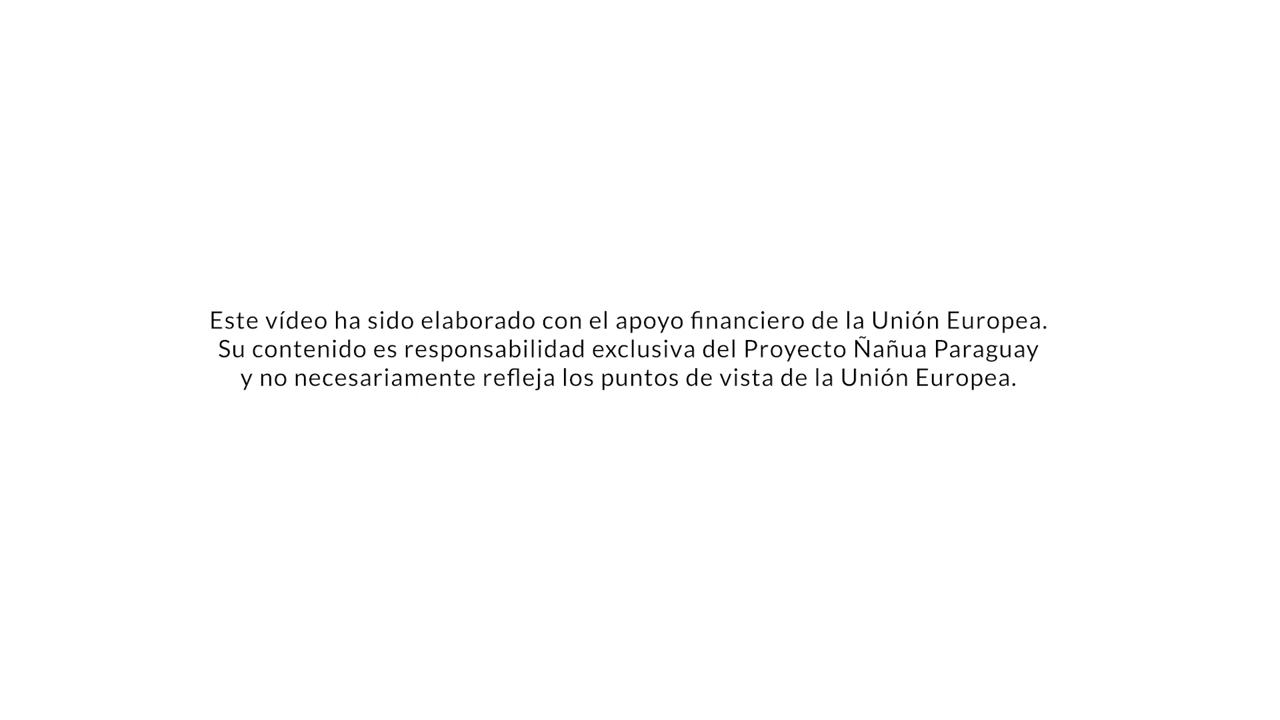 Este vídeo ha sido elaborado con el apoyo financiero de la Unión Europea.
Su contenido es responsabilidad exclusiva del Proyecto Ñañua Paraguay
y no necesariamente refleja los puntos de vista de la Unión Europea.